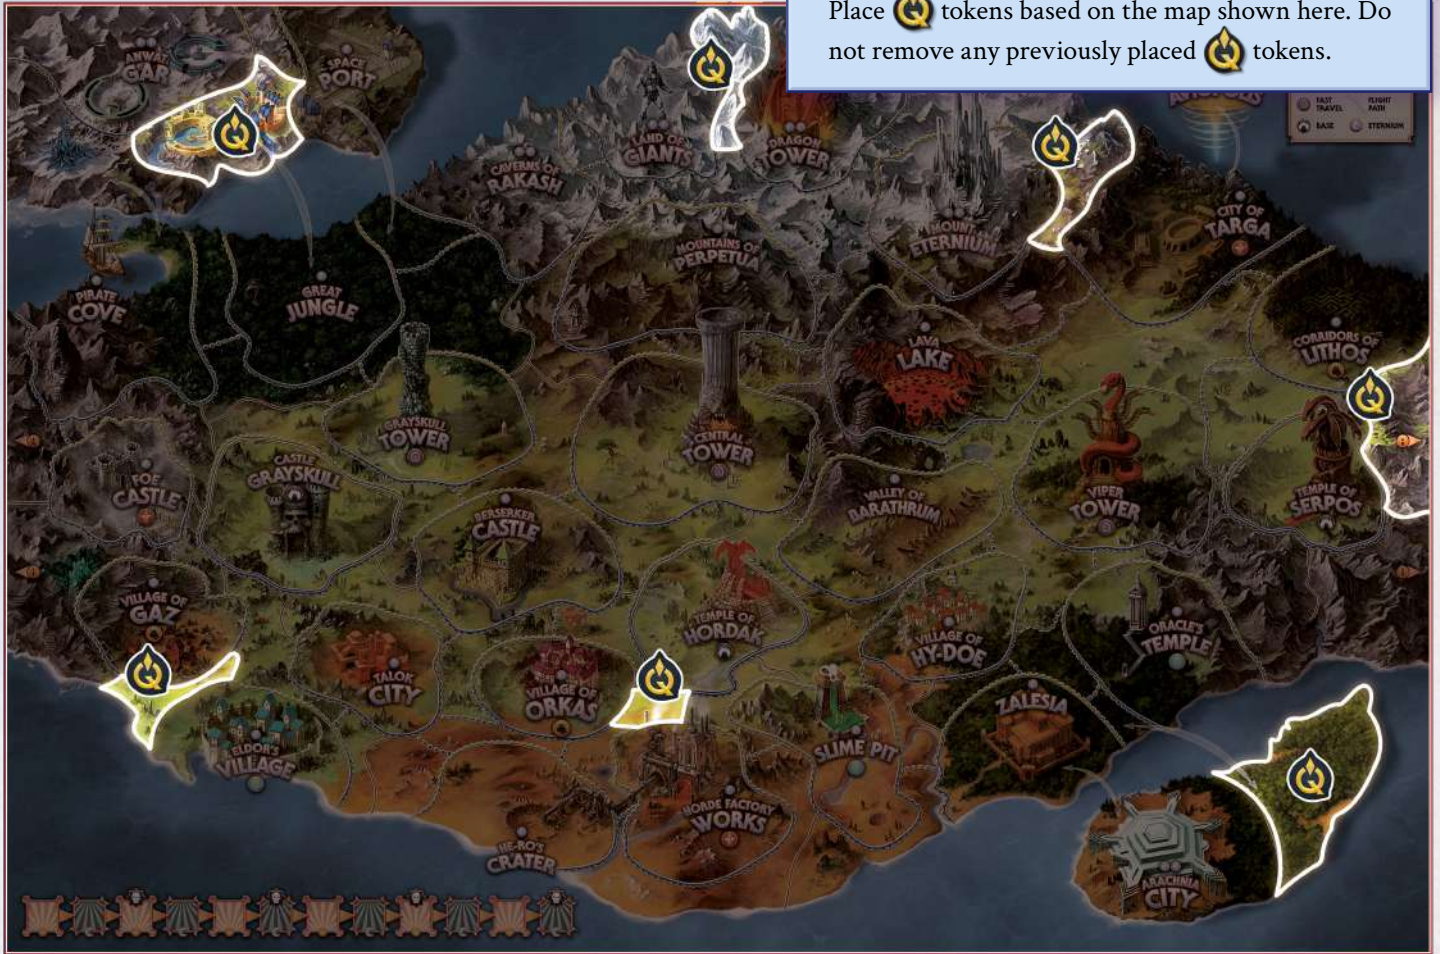 Place Q tokens based on the map shown here. Do
not remove any previously placed Q tokens.
ANWAT
GAR
SPACE
PORT
LAND OF
GIANTS
DRAGON
TOWER
CAVERNS OF
RAKASH
FAST
TRAVEL
FLIGHT
PATH
BASE
ETERNIUM
MOUNTAINS OF
PERPETUA
MOUNT
ETERNIUM
CITY OF
TARGA
PIRATE
COVE
GREAT
JUNGLE
LAVA
LAKE
CORRIDORS OF
LITHOS
GRAYSKULL
TOWER
CENTRAL
TOWER
FOE
CASTLE
CASTLE
GRAYSKULL
BERSERKER
CASTLE
VALLEY OF
BARATHRUM
VIPER
TOWER
TEMPLE OF
SERPOS
VILLAGE OF
GAZ
TEMPLE OF
HORDAK
VILLAGE OF
HY-DOE
ORACLE'S
TEMPLE
TALOK
CITY
VILLAGE OF
ORKAS
ZALESIA
ELDOR'S
VILLAGE
SLIME PIT
HORDE FACTORY
WORKS
HE-RO'S
CRATER
ARACHNIA
CITY